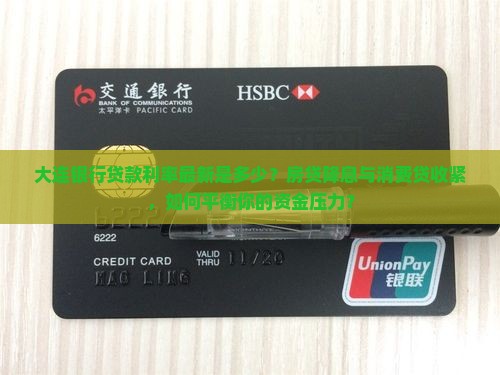 交通銀行 HSBC
BANK OF COMMUNICATIONS
太平洋卡 PACIFIC CARD
大连银行贷款利率最新是多少？房贷降息与消费贷收紧
，如何平衡你的资金压力？
6222
6222
CREDIT CARD VALID THRU 11/20
MAO LING
UnionPay
银联